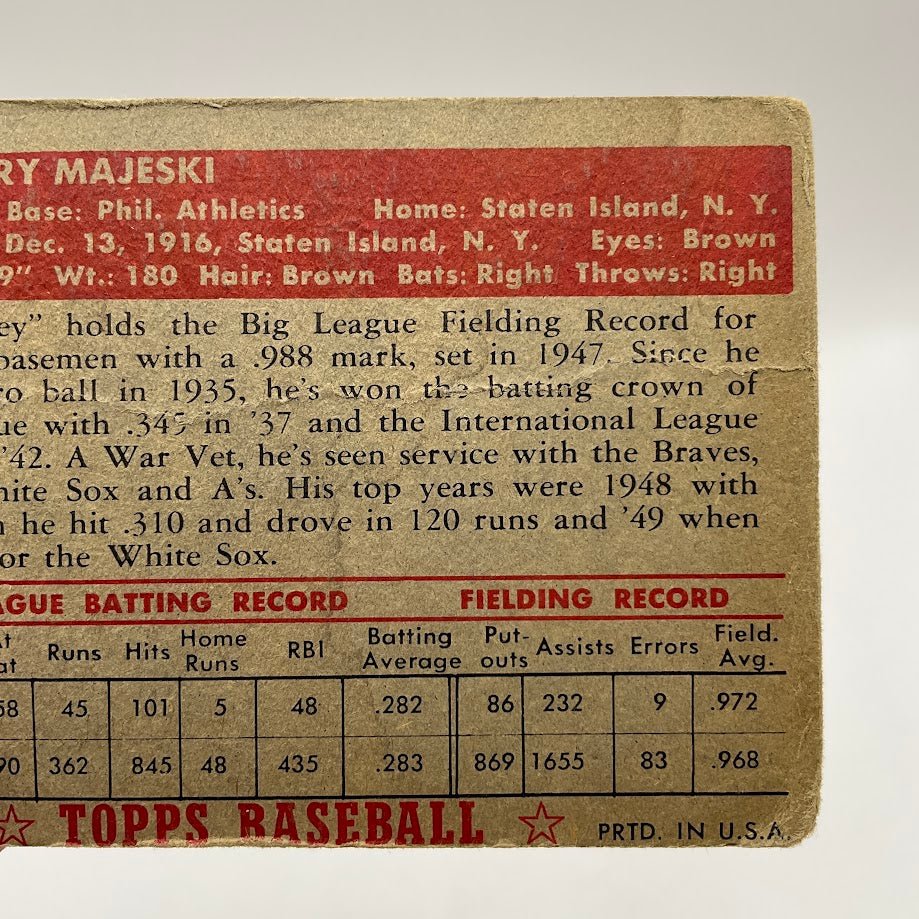 RY MAJESKI
Base: Phil. Athletics Home: Staten Island, N. Y.
Dec. 13, 1916, Staten Island, N. Y. Eyes: Brown
9" Wt.: 180 Hair: Brown Bats: Right Throws: Right
ey" holds the Big League Fielding Record for
basemen with a .988 mark, set in 1947. Since he
ro ball in 1935, he's won the batting crown of
ue with .345 in '37 and the International League
'42. A War Vet, he's seen service with the Braves,
hite Sox and A's. His top years were 1948 with
h he hit .310 and drove in 120 runs and '49 when
or the White Sox.
AGUE BATTING RECORD FIELDING RECORD
At Bat Runs Hits Home Runs RBI Batting Average Put-outs Assists Errors Field. Avg.
58 45 101 5 48 .282 86 232 9 .972
90 362 845 48 435 .283 869 1655 83 .968
TOPPS BASEBALL PRTD. IN U.S.A.